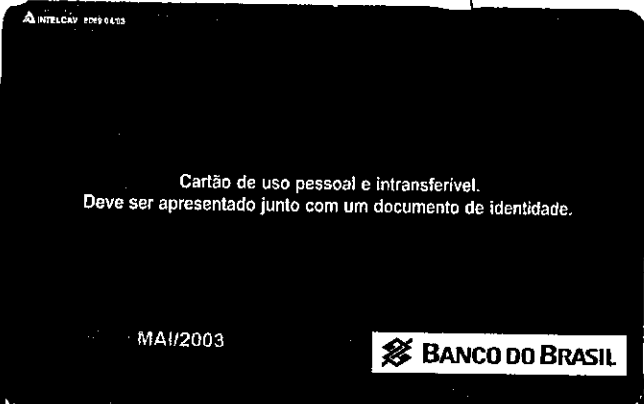 INTELCAV
Cartão de uso pessoal e intransferível.
Deve ser apresentado junto com um documento de identidade.
MAI/2003
BANCO DO BRASIL